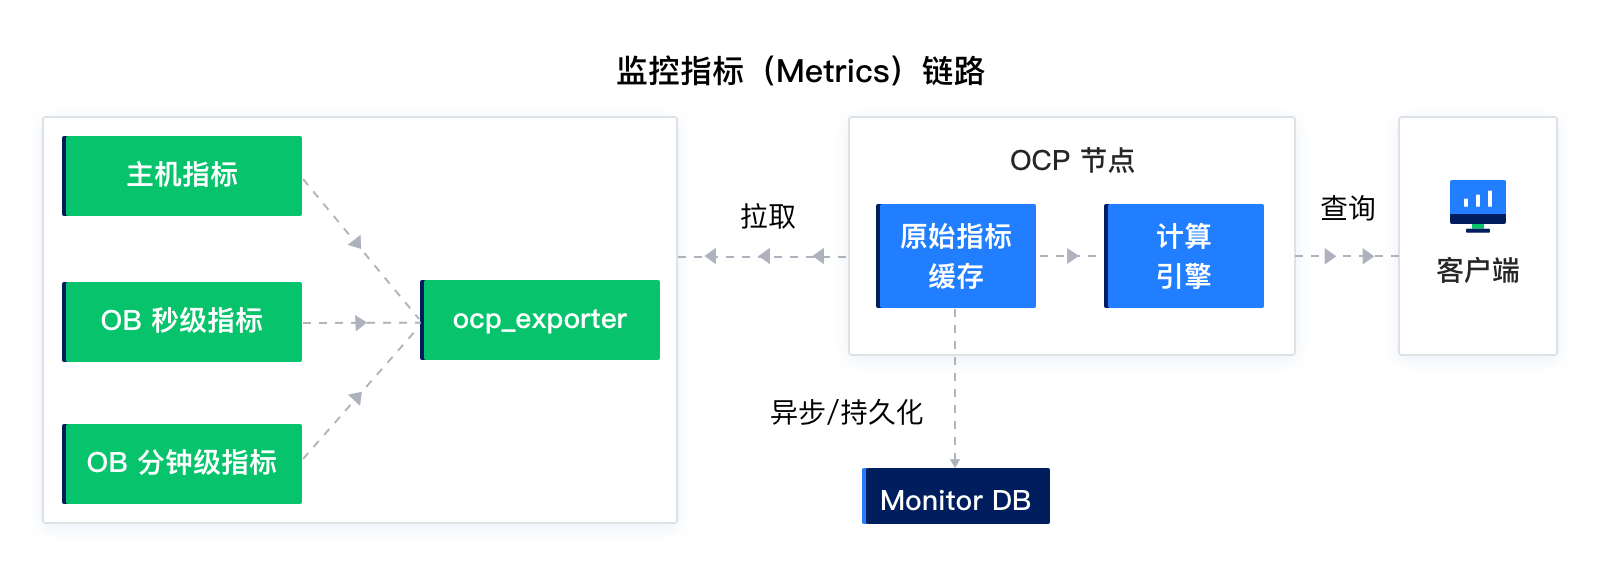 监控指标（Metrics）链路
主机指标
OB 秒级指标
OB 分钟级指标
ocp_exporter
拉取
OCP 节点
原始指标
缓存
计算
引擎
查询
客户端
异步/持久化
Monitor DB